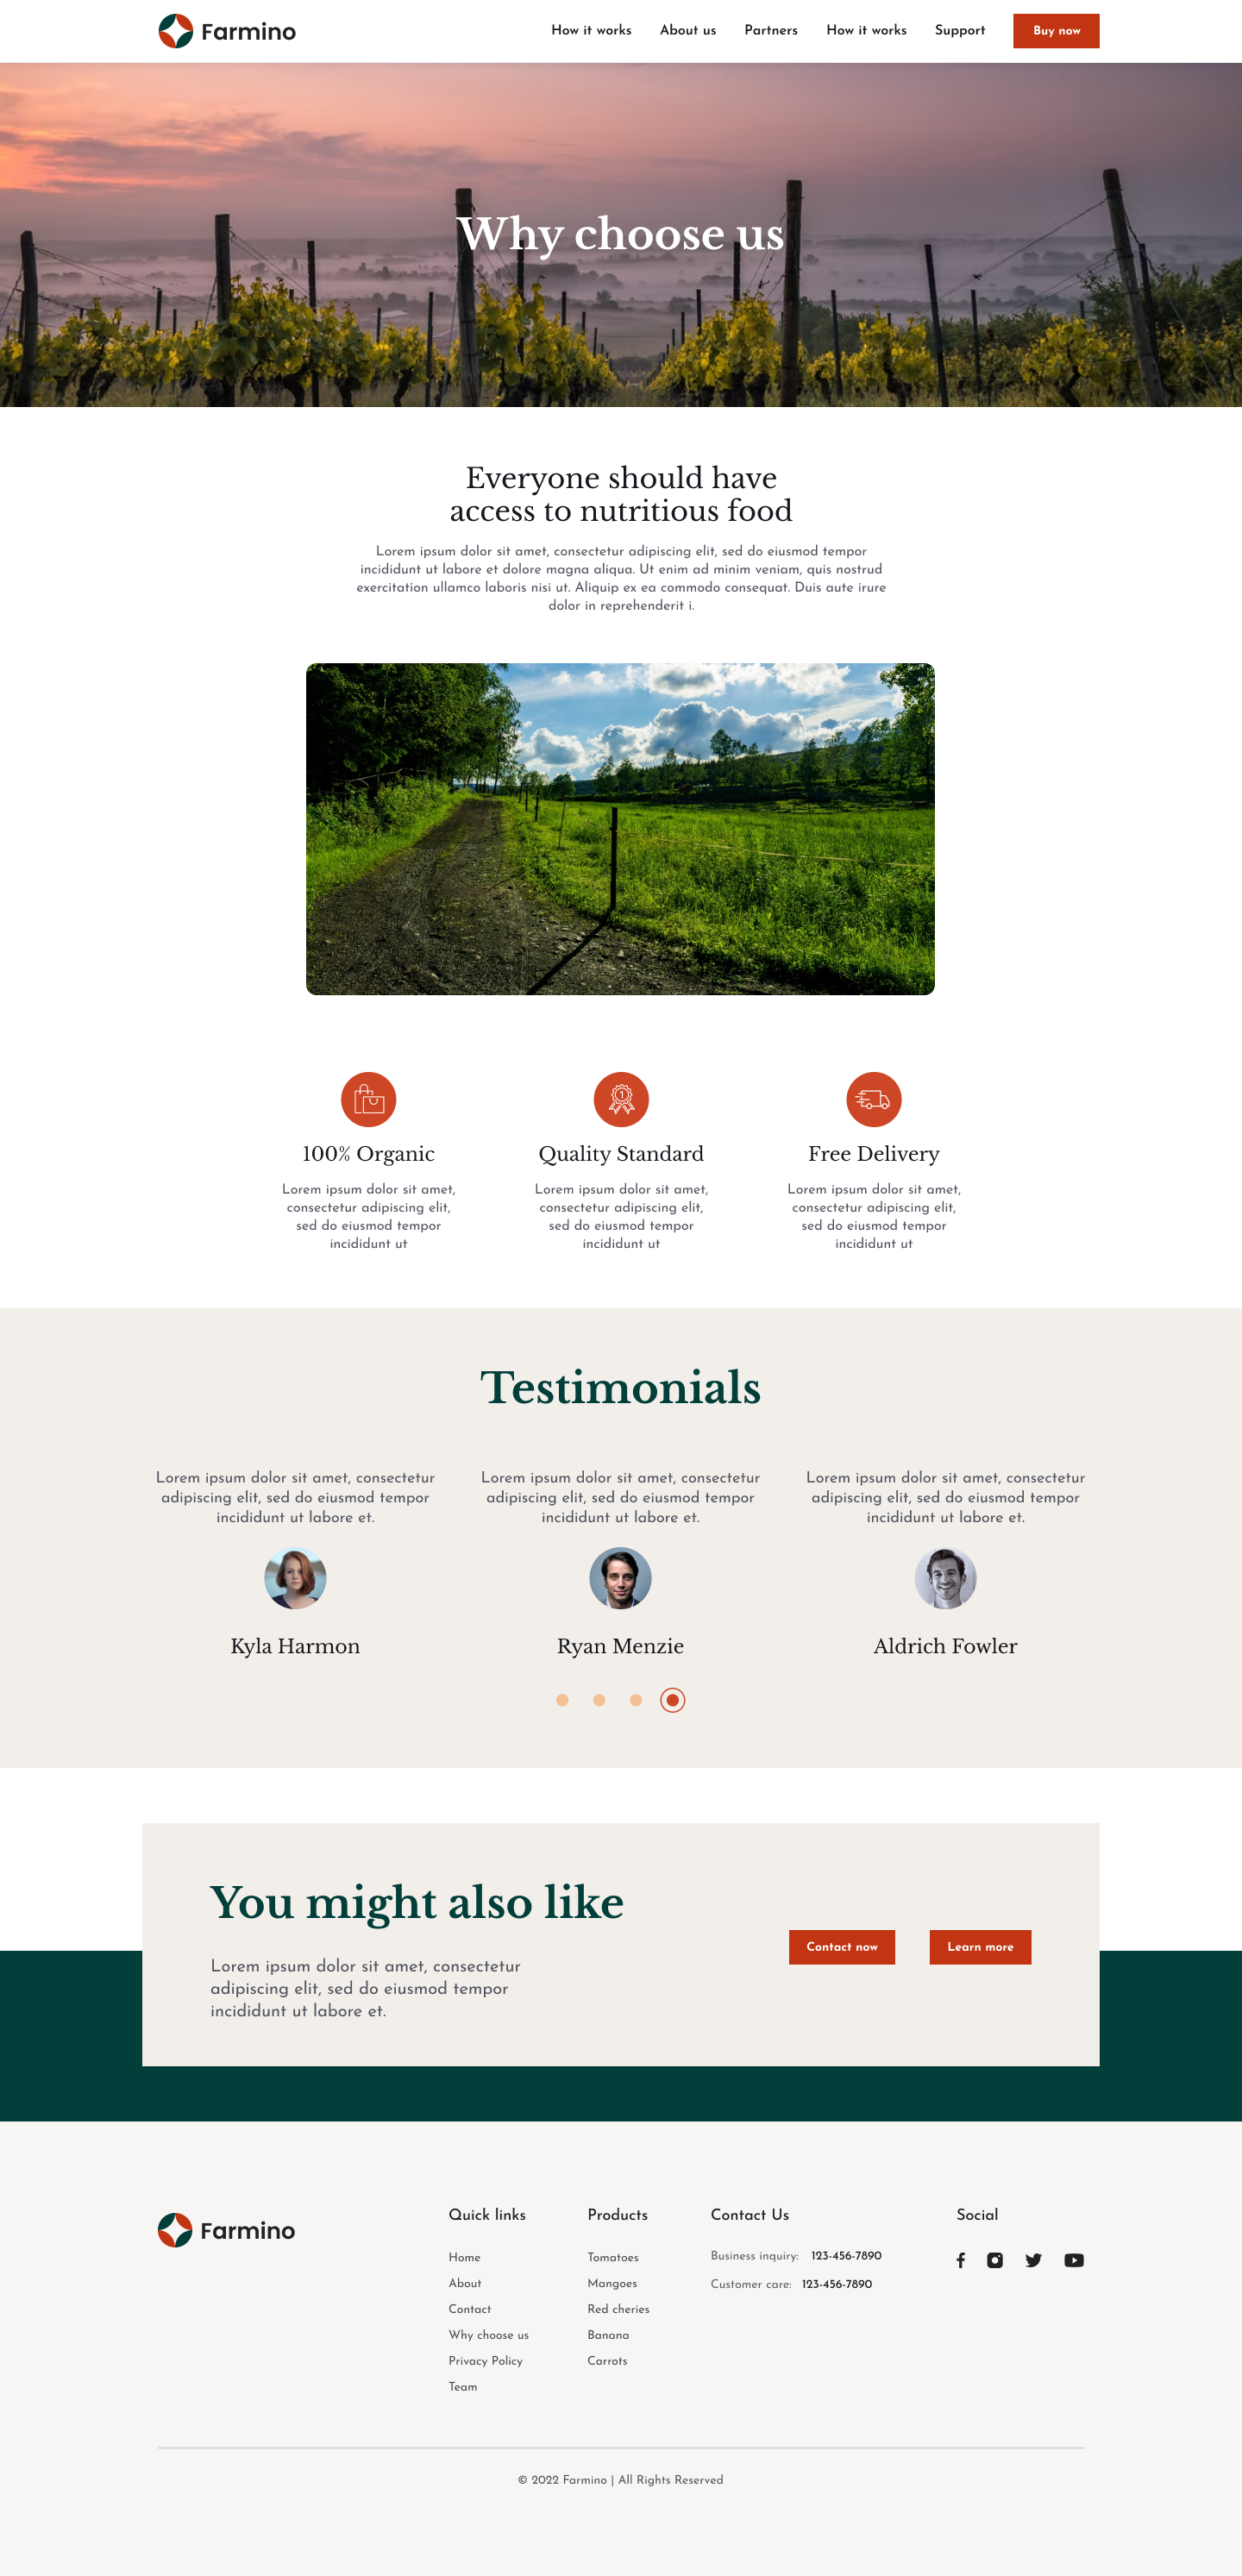 Farmino
How it works
About us
Partners
How it works
Support
Buy now
Why choose us
Everyone should have
access to nutritious food
Lorem ipsum dolor sit amet, consectetur adipiscing elit, sed do eiusmod tempor
incididunt ut labore et dolore magna aliqua. Ut enim ad minim veniam, quis nostrud
exercitation ullamco laboris nisi ut. Aliquip ex ea commodo consequat. Duis aute irure
dolor in reprehenderit i.
1
100% Organic
Lorem ipsum dolor sit amet,
consectetur adipiscing elit,
sed do eiusmod tempor
incididunt ut
Quality Standard
Lorem ipsum dolor sit amet,
consectetur adipiscing elit,
sed do eiusmod tempor
incididunt ut
Free Delivery
Lorem ipsum dolor sit amet,
consectetur adipiscing elit,
sed do eiusmod tempor
incididunt ut
Testimonials
Lorem ipsum dolor sit amet, consectetur
adipiscing elit, sed do eiusmod tempor
incididunt ut labore et.
Kyla Harmon
Lorem ipsum dolor sit amet, consectetur
adipiscing elit, sed do eiusmod tempor
incididunt ut labore et.
Ryan Menzie
Lorem ipsum dolor sit amet, consectetur
adipiscing elit, sed do eiusmod tempor
incididunt ut labore et.
Aldrich Fowler
You might also like
Lorem ipsum dolor sit amet, consectetur
adipiscing elit, sed do eiusmod tempor
incididunt ut labore et.
Contact now
Learn more
Farmino
Quick links
Home
About
Contact
Why choose us
Privacy Policy
Team
Products
Tomatoes
Mangoes
Red cheries
Banana
Carrots
Contact Us
Business inquiry: 123-456-7890
Customer care: 123-456-7890
Social
© 2022 Farmino | All Rights Reserved